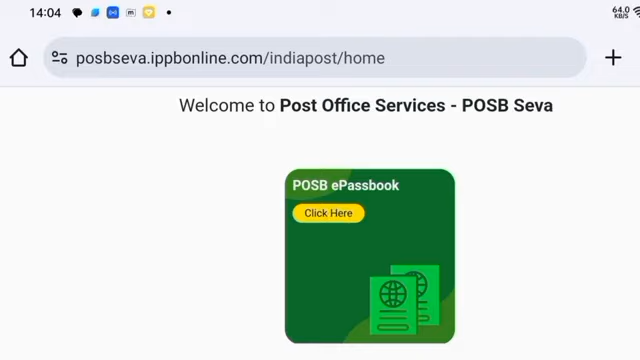 14:04
64.0
KB/S
posbseva.ippbonline.com/indiapost/home
Welcome to Post Office Services - POSB Seva
POSB ePassbook
Click Here